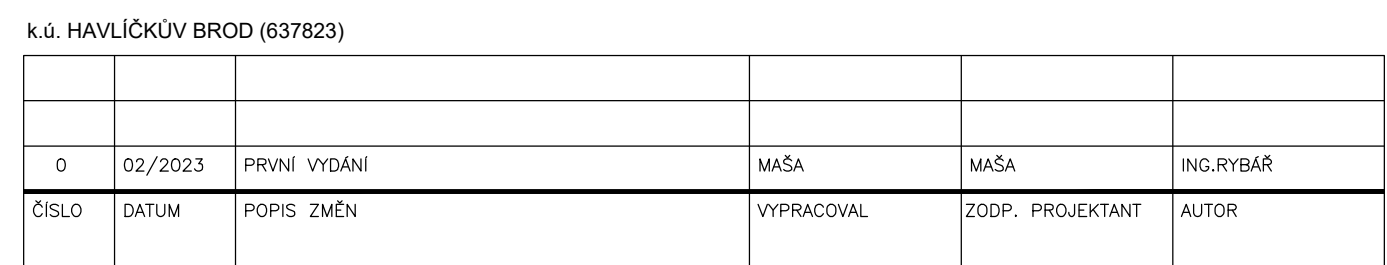 k.ú. HAVLÍČKŮV BROD (637823)
0 02/2023 PRVNÍ VYDÁNÍ MAŠA MAŠA ING.RYBÁŘ
ČÍSLO DATUM POPIS ZMĚN VYPRACOVAL ZODP. PROJEKTANT AUTOR